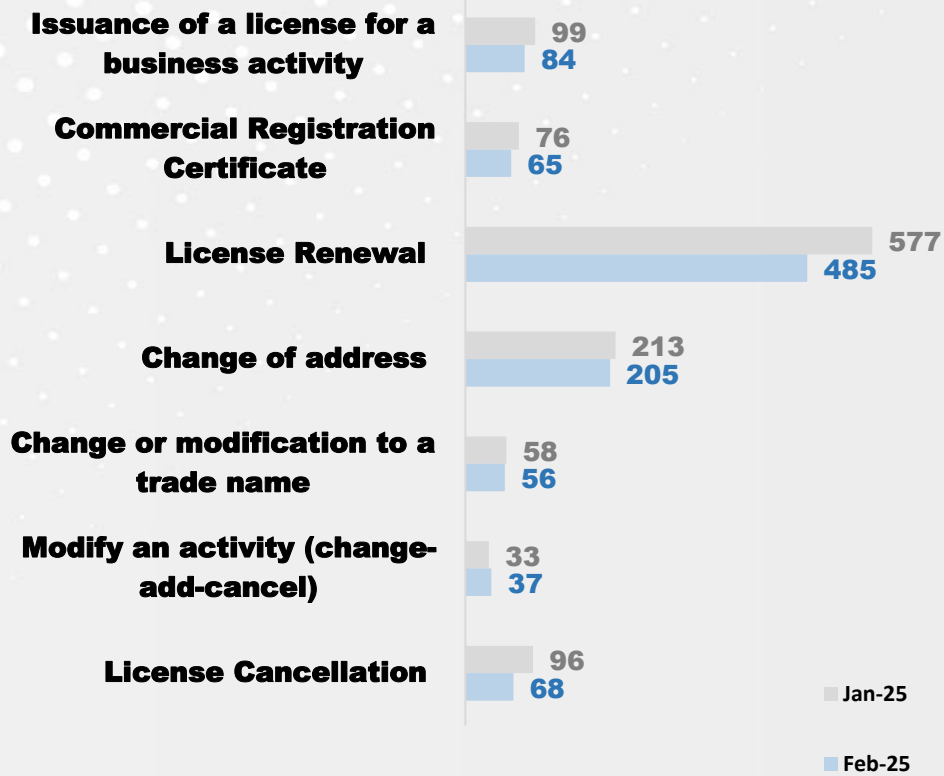 Issuance of a license for a
business activity
99
84
Commercial Registration
Certificate
76
65
License Renewal
577
485
Change of address
213
205
Change or modification to a
trade name
58
56
Modify an activity (change-
add-cancel)
33
37
License Cancellation
96
68
Jan-25
Feb-25